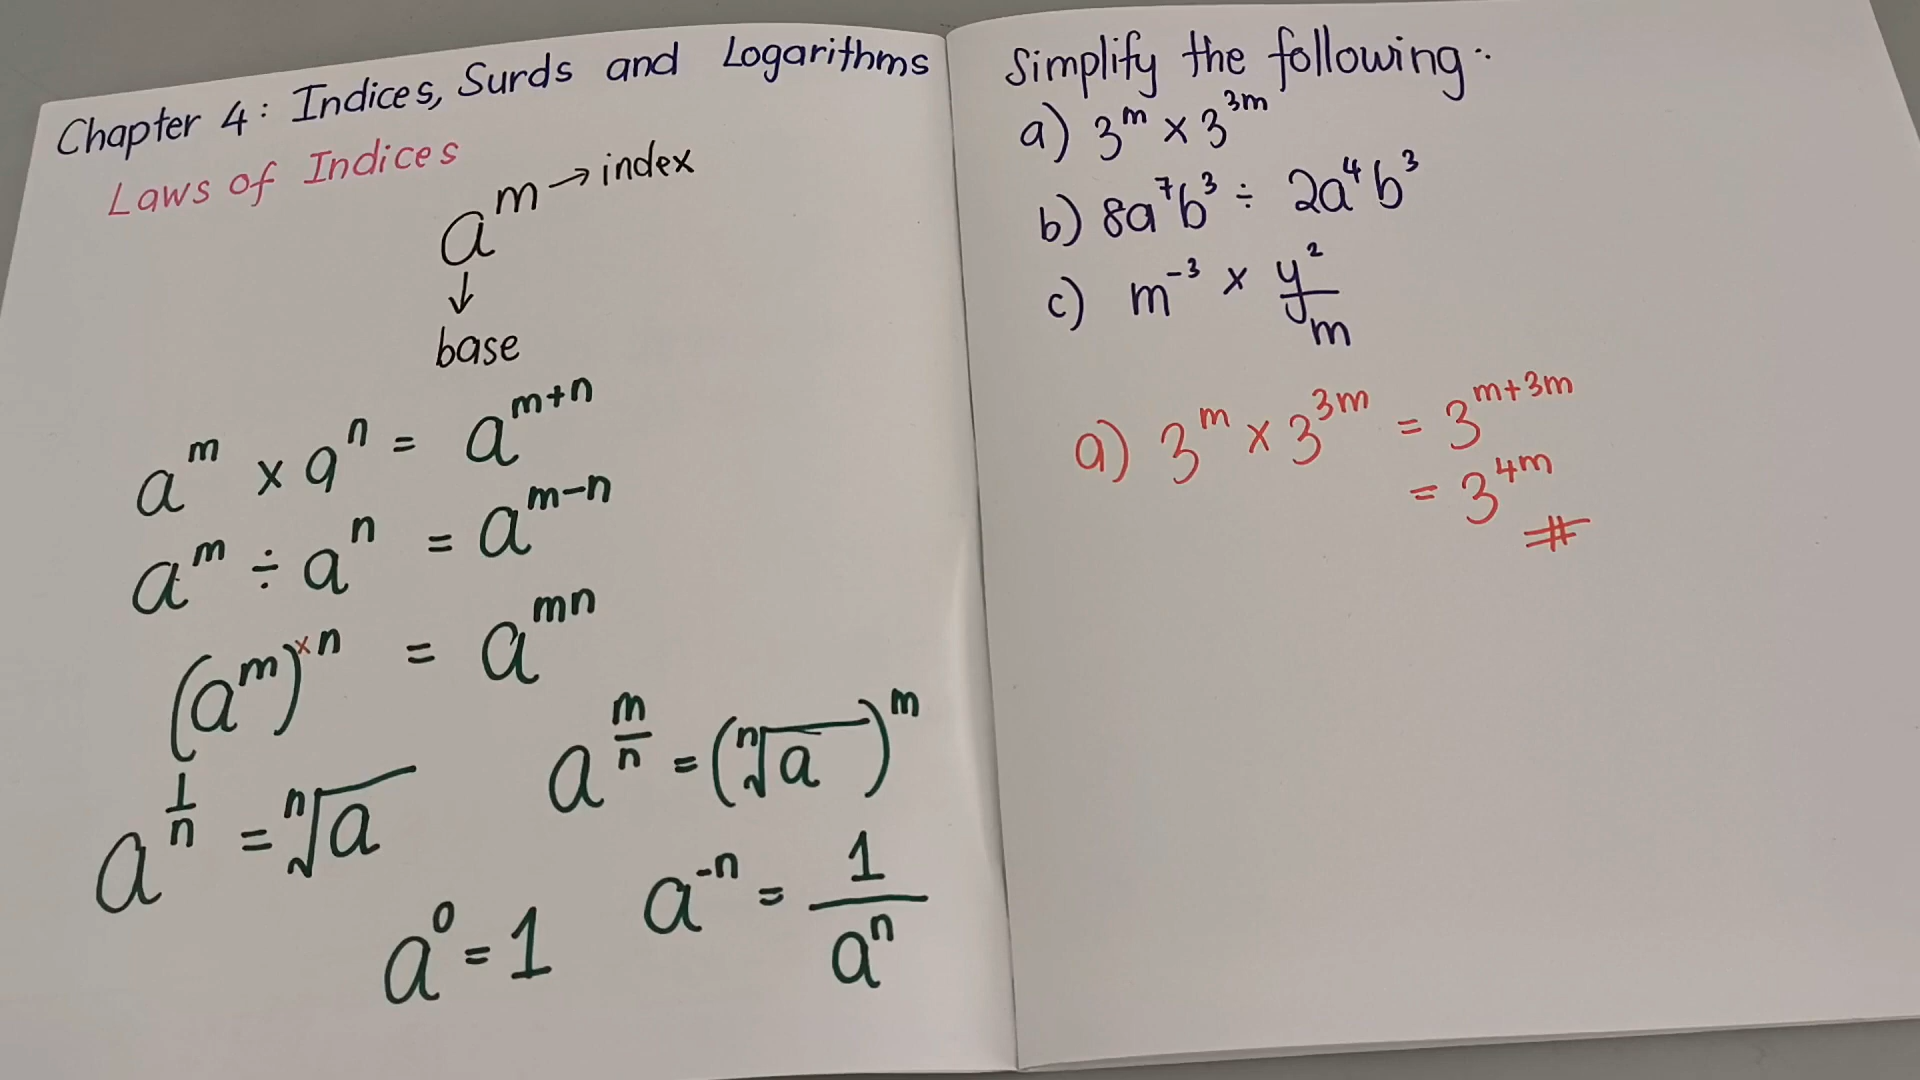 Chapter 4: Indices, Surds and Logarithms
Laws of Indices
a^m → index
↓
base
a^m × a^n = a^(m+n)
a^m ÷ a^n = a^(m-n)
(a^m)^(×n) = a^(mn)
a^(1/n) = ⁿ√a
a^(m/n) = (ⁿ√a)^m
a^0 = 1
a^(-n) = 1/a^n
Simplify the following:
a) 3^m × 3^(3m)
b) 8a^7b^3 ÷ 2a^4b^3
c) m^(-3) × y^2/m
a) 3^m × 3^(3m) = 3^(m+3m)
= 3^(4m)
#